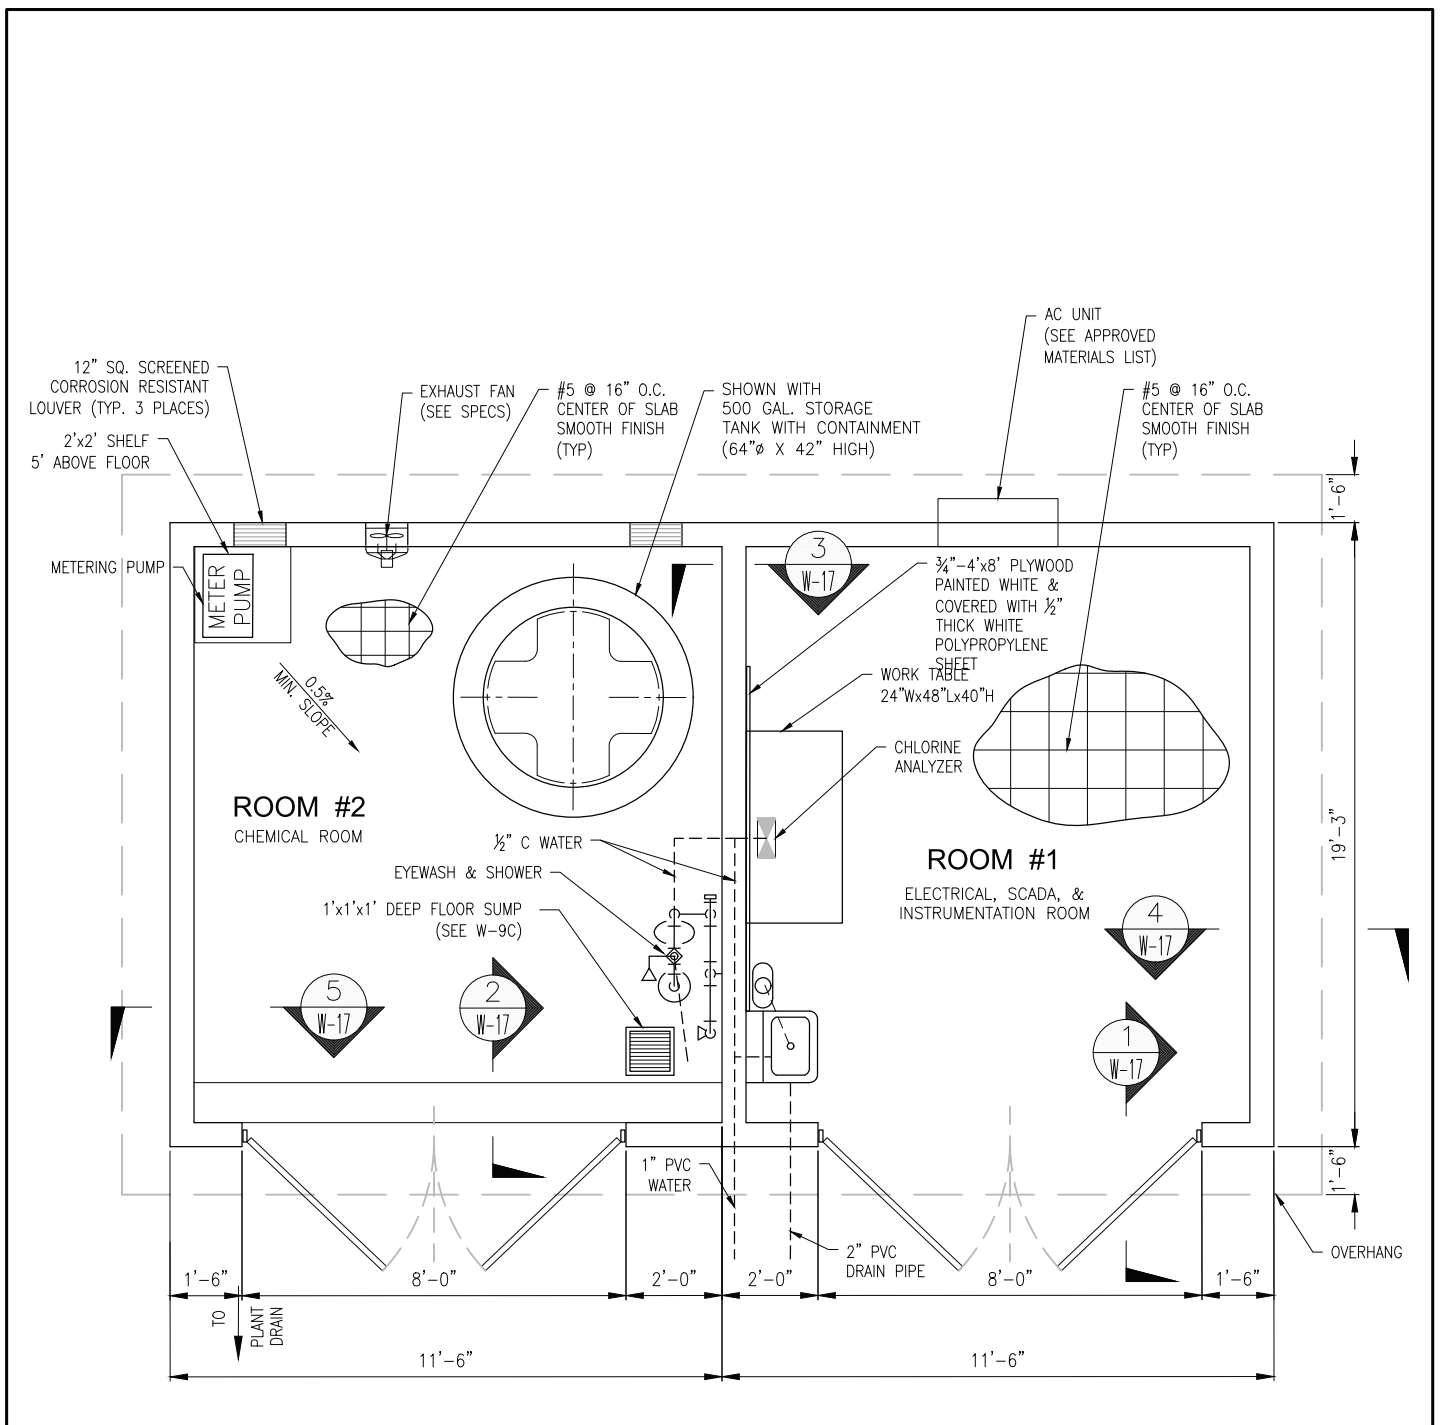 AC UNIT
(SEE APPROVED
MATERIALS LIST)
12" SQ. SCREENED
CORROSION RESISTANT
LOUVER (TYP. 3 PLACES)
EXHAUST FAN
(SEE SPECS)
#5 @ 16" O.C.
CENTER OF SLAB
SMOOTH FINISH
(TYP)
SHOWN WITH
500 GAL. STORAGE
TANK WITH CONTAINMENT
(64"ø X 42" HIGH)
#5 @ 16" O.C.
CENTER OF SLAB
SMOOTH FINISH
(TYP)
2'x2' SHELF
5' ABOVE FLOOR
1'-6"
METERING PUMP
METER
PUMP
3
W-17
¾"-4'x8' PLYWOOD
PAINTED WHITE &
COVERED WITH ½"
THICK WHITE
POLYPROPYLENE
SHEET
WORK TABLE
24"Wx48"Lx40"H
0.5%
MIN. SLOPE
CHLORINE
ANALYZER
ROOM #2
CHEMICAL ROOM
½" C WATER
19'-3"
ROOM #1
ELECTRICAL, SCADA, &
INSTRUMENTATION ROOM
EYEWASH & SHOWER
1'x1'x1' DEEP FLOOR SUMP
(SEE W-9C)
4
W-17
5
W-17
2
W-17
1
W-17
1" PVC
WATER
1'-6"
2" PVC
DRAIN PIPE
OVERHANG
1'-6"
8'-0"
2'-0"
2'-0"
8'-0"
1'-6"
TO
PLANT
DRAIN
11'-6"
11'-6"